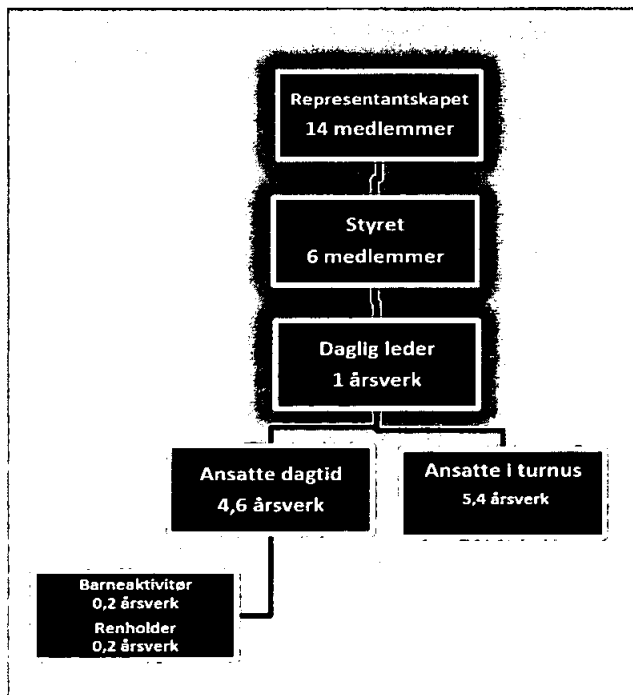 Representantskapet
14 medlemmer
Styret
6 medlemmer
Daglig leder
1 årsverk
Ansatte dagtid
4,6 årsverk
Ansatte i turnus
5,4 årsverk
Barneaktivitør
0,2 årsverk
Renholder
0,2 årsverk